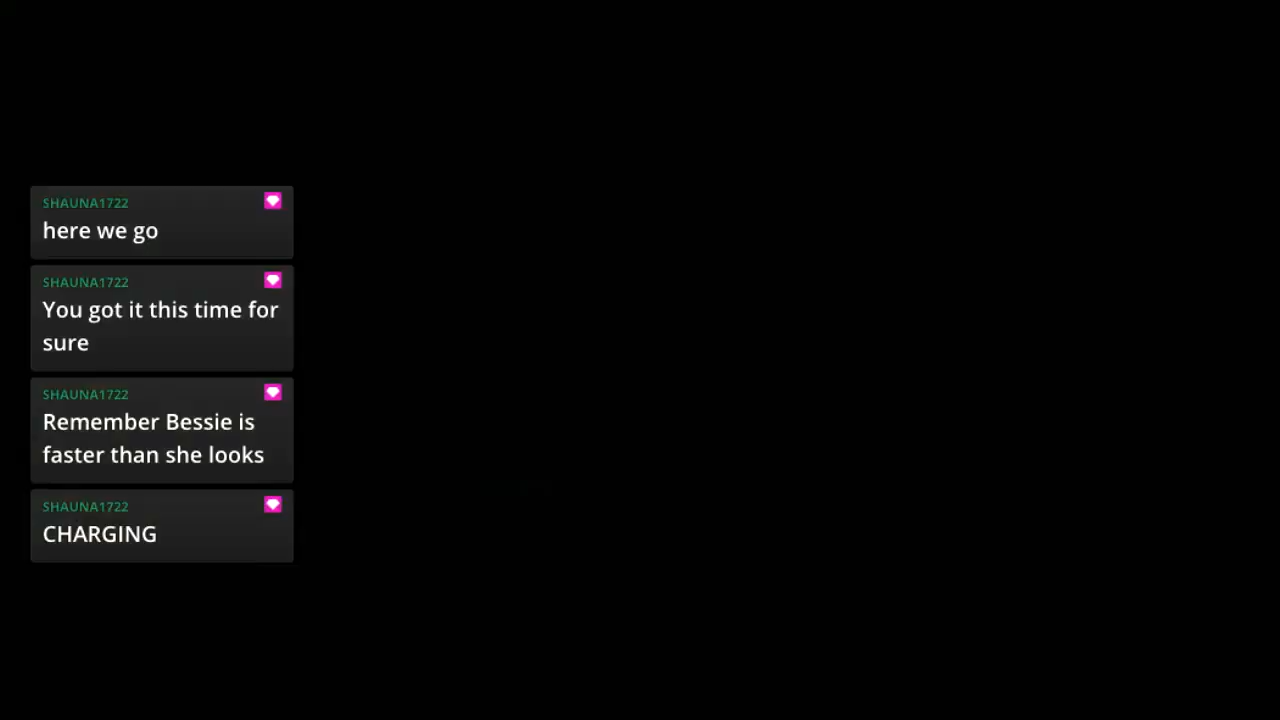 SHAUNA1722
here we go
SHAUNA1722
You got it this time for
sure
SHAUNA1722
Remember Bessie is
faster than she looks
SHAUNA1722
CHARGING